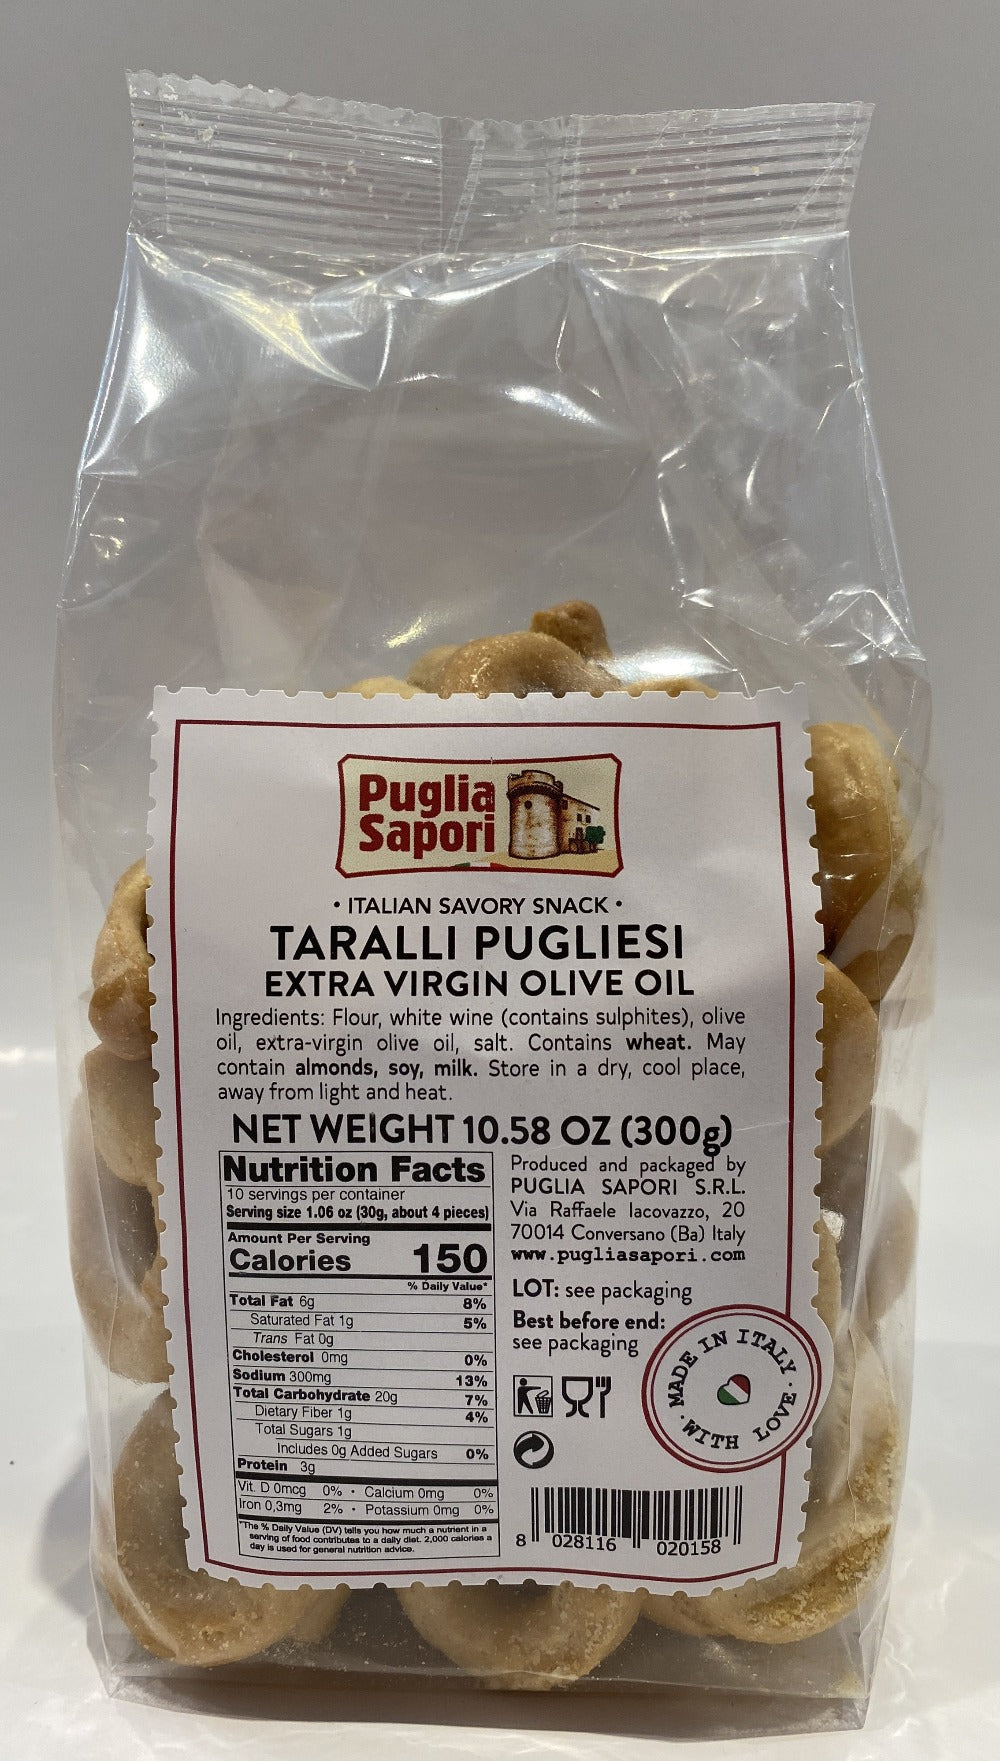 Puglia
Sapori
• ITALIAN SAVORY SNACK •
TARALLI PUGLIESI
EXTRA VIRGIN OLIVE OIL
Ingredients: Flour, white wine (contains sulphites), olive
oil, extra-virgin olive oil, salt. Contains wheat. May
contain almonds, soy, milk. Store in a dry, cool place,
away from light and heat.
NET WEIGHT 10.58 OZ (300g)
Nutrition Facts
10 servings per container
Serving size 1.06 oz (30g, about 4 pieces)
Amount Per Serving
Calories 150
% Daily Value*
Total Fat 6g 8%
Saturated Fat 1g 5%
Trans Fat 0g
Cholesterol 0mg 0%
Sodium 300mg 13%
Total Carbohydrate 20g 7%
Dietary Fiber 1g 4%
Total Sugars 1g
Includes 0g Added Sugars 0%
Protein 3g
Vit. D 0mcg 0% • Calcium 0mg 0%
Iron 0,3mg 2% • Potassium 0mg 0%
*The % Daily Value (DV) tells you how much a nutrient in a
serving of food contributes to a daily diet. 2,000 calories a
day is used for general nutrition advice.
Produced and packaged by
PUGLIA SAPORI S.R.L.
Via Raffaele Iacovazzo, 20
70014 Conversano (Ba) Italy
www.pugliasapori.com
LOT: see packaging
Best before end:
see packaging
MADE IN ITALY
• WITH LOVE •
8 028116 020158